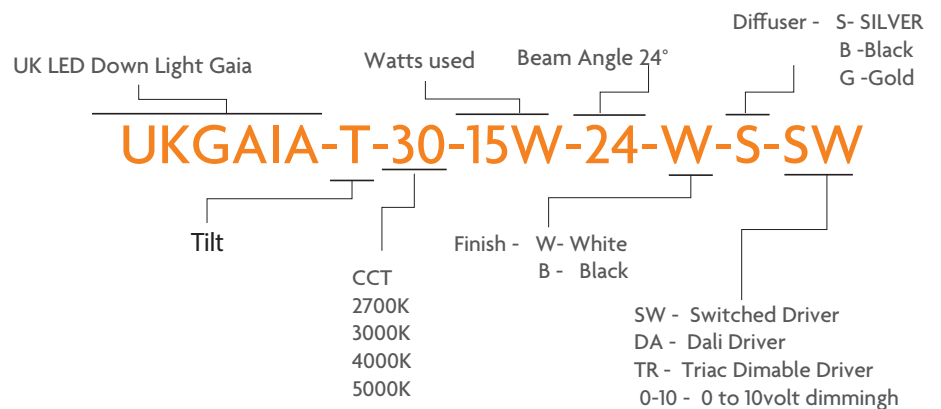 Diffuser - S- SILVER
B -Black
G -Gold
UK LED Down Light Gaia
Watts used
Beam Angle 24°
UKGAIA-T-30-15W-24-W-S-SW
Tilt
Finish - W- White
B - Black
CCT
2700K
3000K
4000K
5000K
SW - Switched Driver
DA - Dali Driver
TR - Triac Dimable Driver
0-10 - 0 to 10volt dimmingh